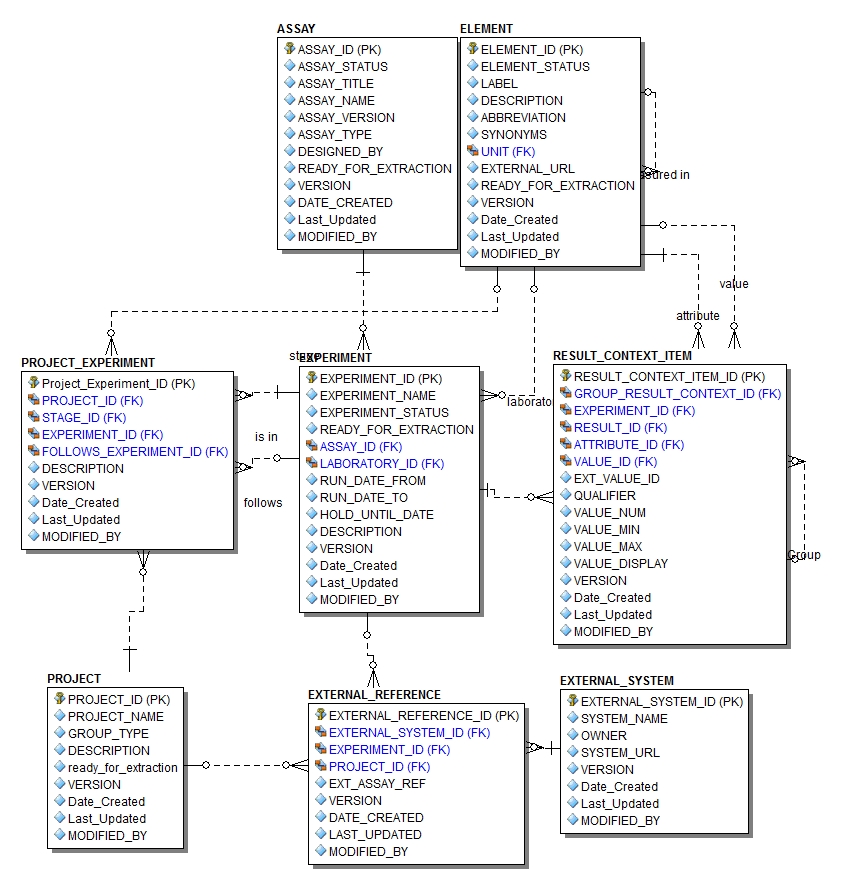 ASSAY
ASSAY_ID (PK)
ASSAY_STATUS
ASSAY_TITLE
ASSAY_NAME
ASSAY_VERSION
ASSAY_TYPE
DESIGNED_BY
READY_FOR_EXTRACTION
VERSION
DATE_CREATED
Last_Updated
MODIFIED_BY
ELEMENT
ELEMENT_ID (PK)
ELEMENT_STATUS
LABEL
DESCRIPTION
ABBREVIATION
SYNONYMS
UNIT (FK)
EXTERNAL_URL
READY_FOR_EXTRACTION
VERSION
Date_Created
Last_Updated
MODIFIED_BY
in
value
attribute
PROJECT_EXPERIMENT
Project_Experiment_ID (PK)
PROJECT_ID (FK)
STAGE_ID (FK)
EXPERIMENT_ID (FK)
FOLLOWS_EXPERIMENT_ID (FK)
DESCRIPTION
VERSION
Date_Created
Last_Updated
MODIFIED_BY
is in
follows
EXPERIMENT
EXPERIMENT_ID (PK)
EXPERIMENT_NAME
EXPERIMENT_STATUS
READY_FOR_EXTRACTION
ASSAY_ID (FK)
LABORATORY_ID (FK)
RUN_DATE_FROM
RUN_DATE_TO
HOLD_UNTIL_DATE
DESCRIPTION
VERSION
Date_Created
Last_Updated
MODIFIED_BY
laborato
RESULT_CONTEXT_ITEM
RESULT_CONTEXT_ITEM_ID (PK)
GROUP_RESULT_CONTEXT_ID (FK)
EXPERIMENT_ID (FK)
RESULT_ID (FK)
ATTRIBUTE_ID (FK)
VALUE_ID (FK)
EXT_VALUE_ID
QUALIFIER
VALUE_NUM
VALUE_MIN
VALUE_MAX
VALUE_DISPLAY
VERSION
Date_Created
Last_Updated
MODIFIED_BY
Group
PROJECT
PROJECT_ID (PK)
PROJECT_NAME
GROUP_TYPE
DESCRIPTION
ready_for_extraction
VERSION
Date_Created
Last_Updated
MODIFIED_BY
EXTERNAL_REFERENCE
EXTERNAL_REFERENCE_ID (PK)
EXTERNAL_SYSTEM_ID (FK)
EXPERIMENT_ID (FK)
PROJECT_ID (FK)
EXT_ASSAY_REF
VERSION
DATE_CREATED
LAST_UPDATED
MODIFIED_BY
EXTERNAL_SYSTEM
EXTERNAL_SYSTEM_ID (PK)
SYSTEM_NAME
OWNER
SYSTEM_URL
VERSION
Date_Created
Last_Updated
MODIFIED_BY